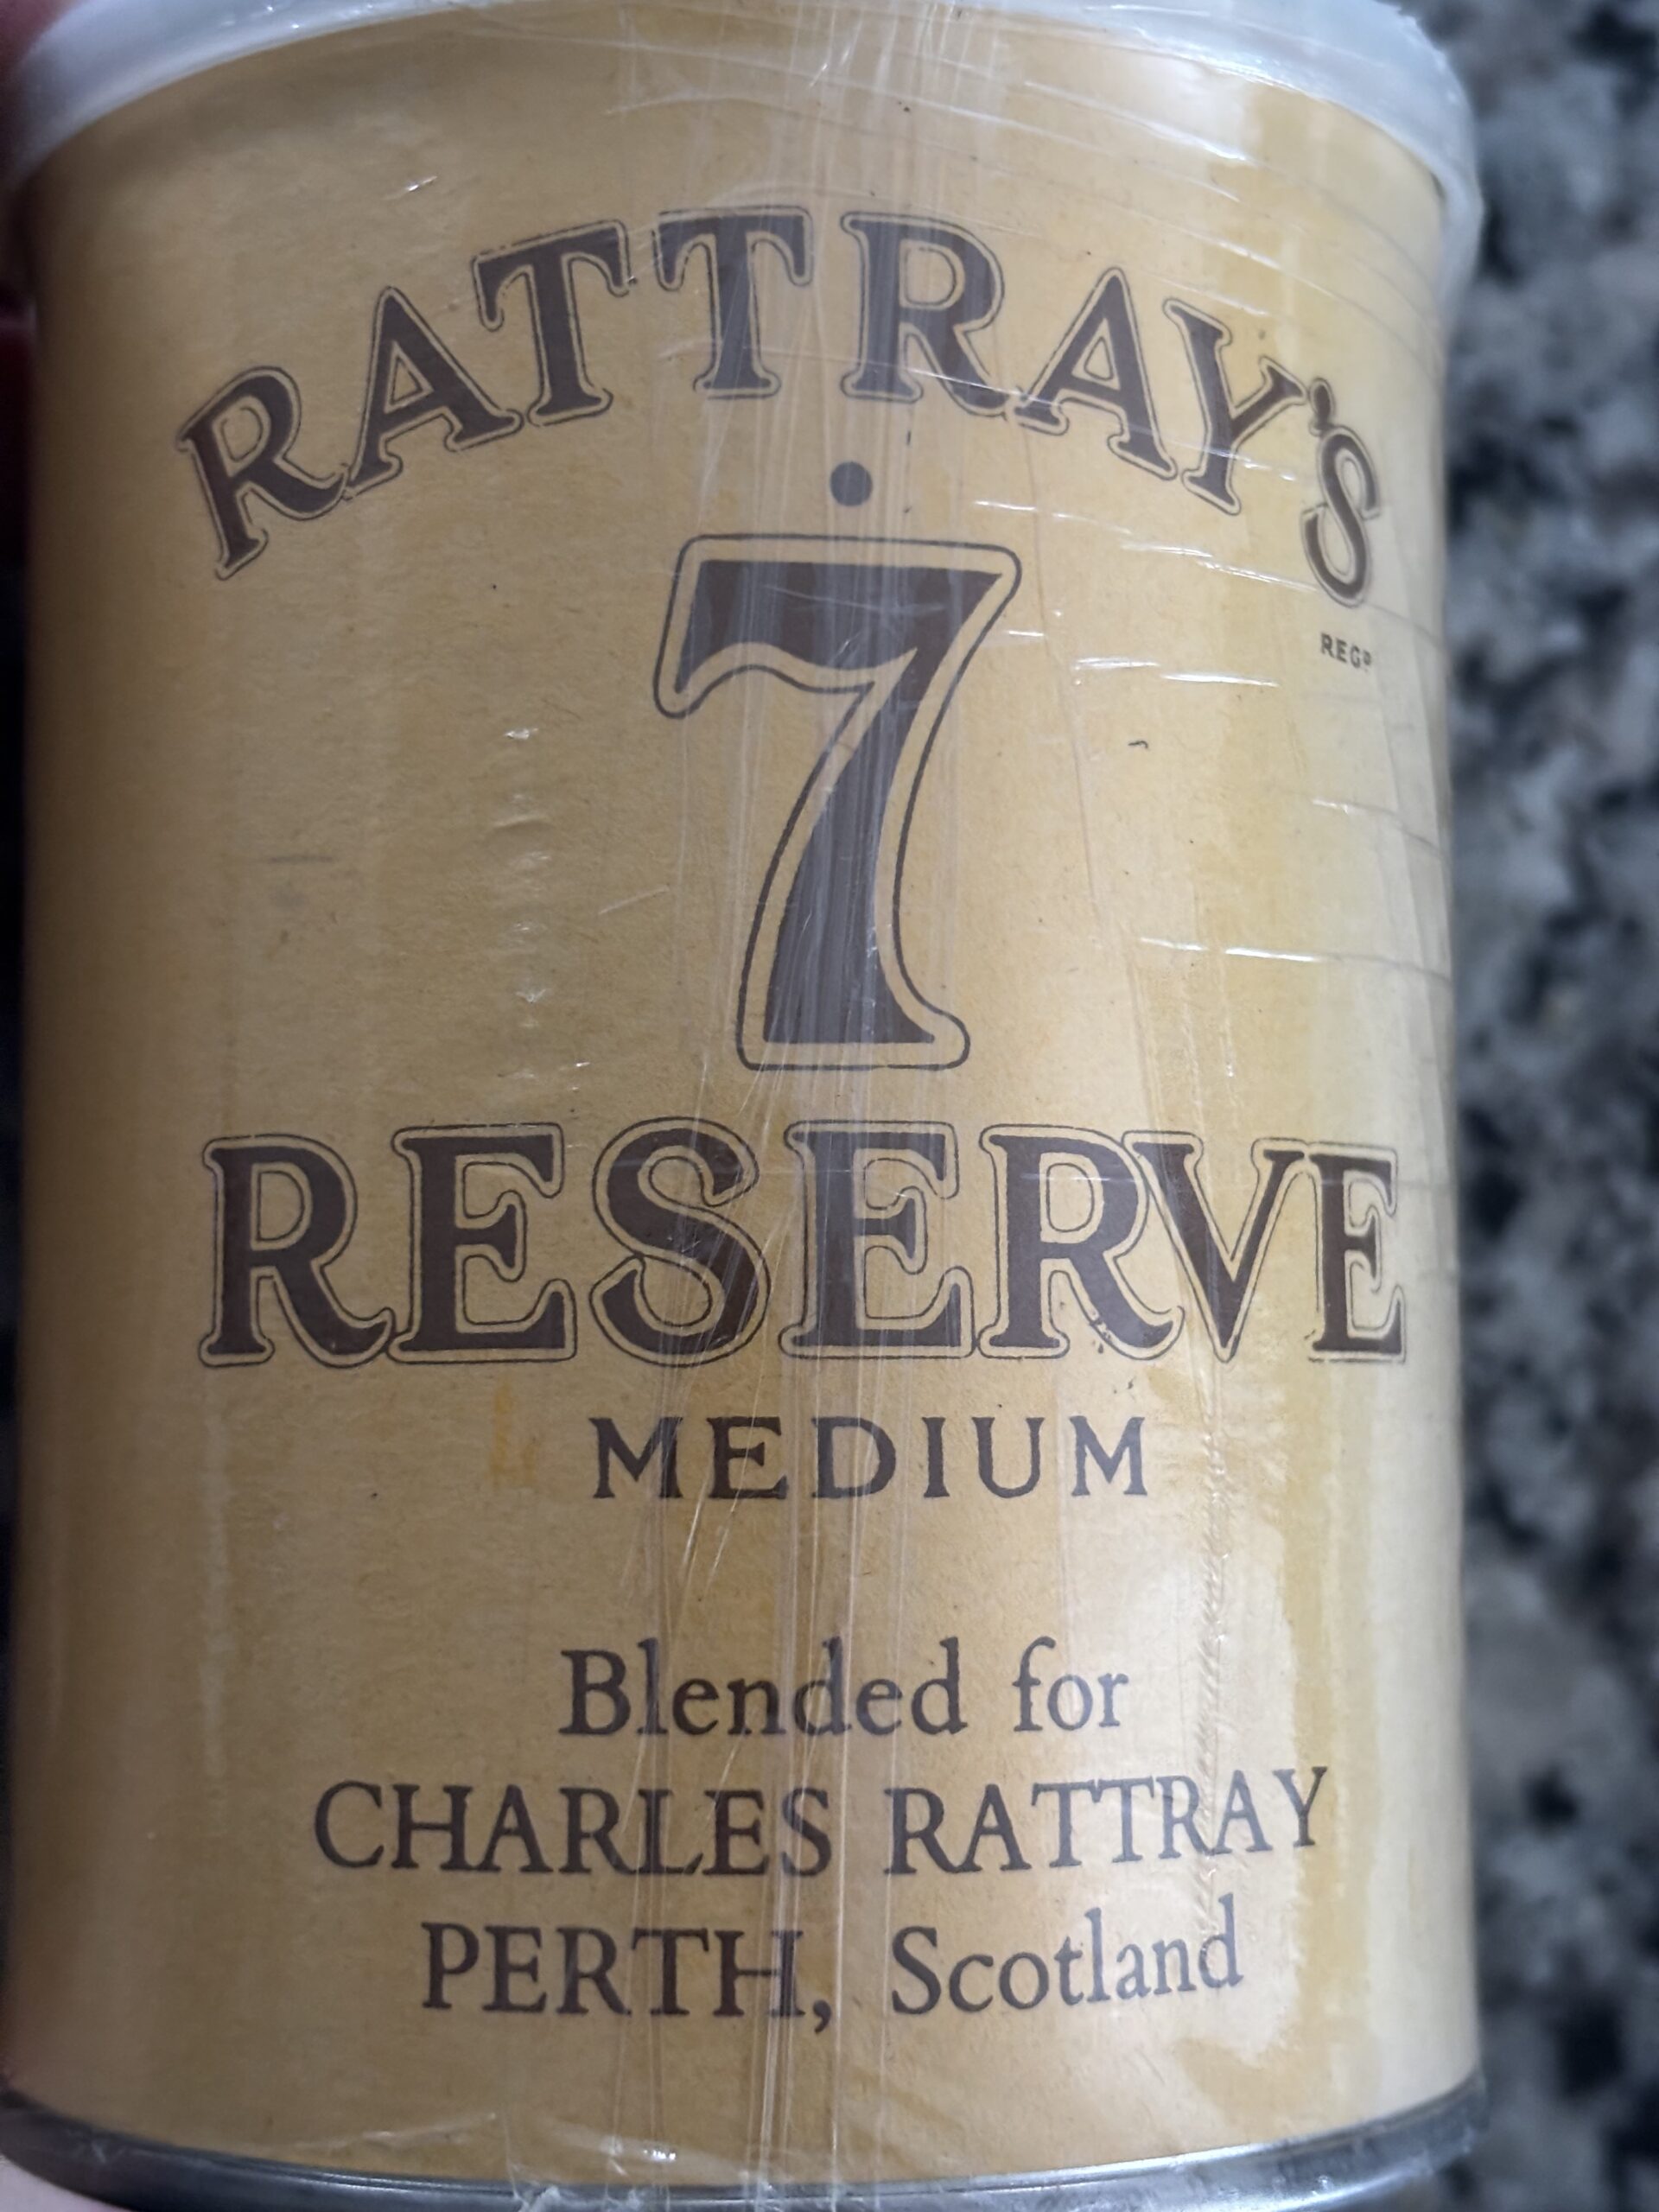 RATTRAY'S
REGD
7
RESERVE
MEDIUM
Blended for
CHARLES RATTRAY
PERTH, Scotland